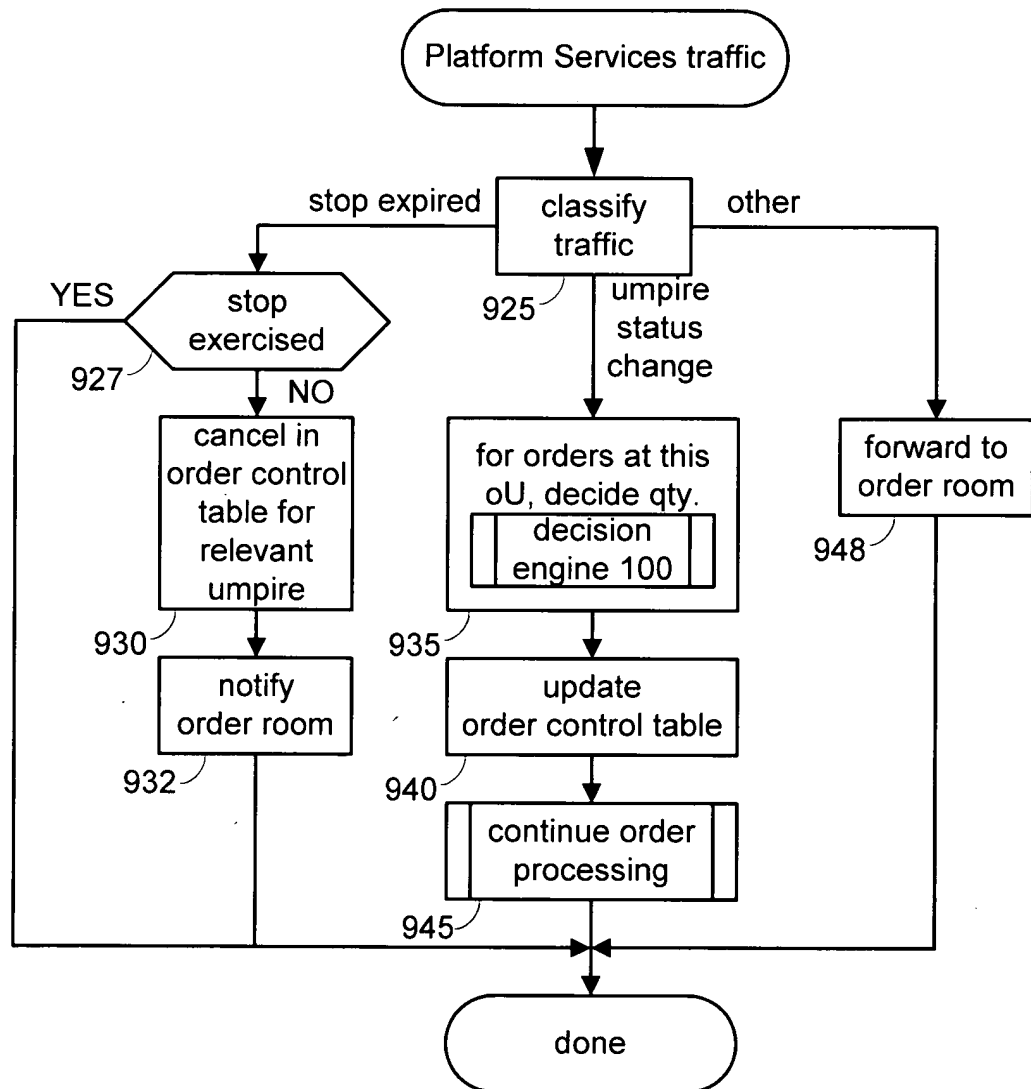 Platform Services traffic
stop expired
classify
traffic
other
925
umpire
status
change
YES
stop
exercised
927
NO
cancel in
order control
table for
relevant
umpire
930
notify
order room
932
for orders at this
oU, decide qty.
decision
engine 100
935
update
order control table
940
continue order
processing
945
forward to
order room
948
done